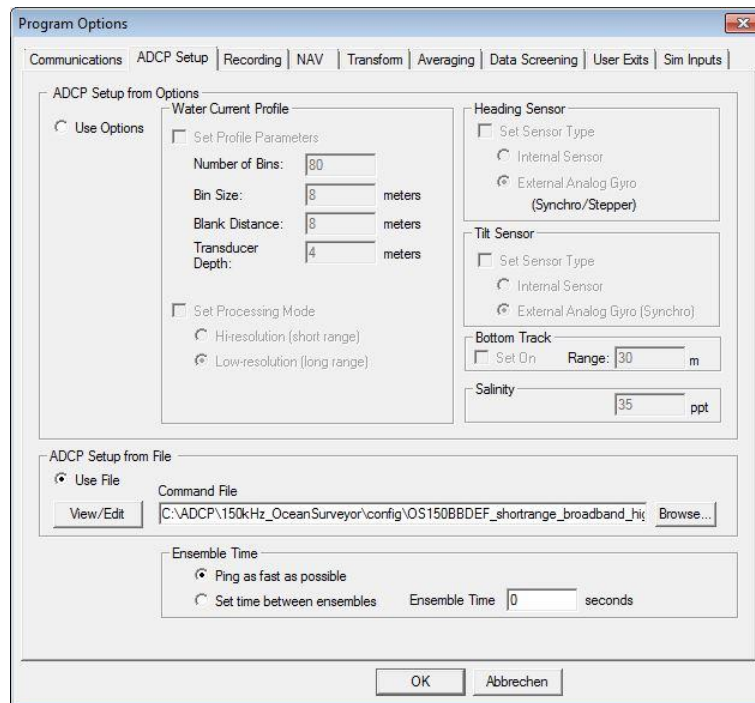 Program Options
Communications ADCP Setup Recording NAV Transform Averaging Data Screening User Exits Sim Inputs
ADCP Setup from Options
Use Options
Water Current Profile
Set Profile Parameters
Number of Bins: 80
Bin Size: 8 meters
Blank Distance: 8 meters
Transducer
Depth: 4 meters
Set Processing Mode
Hi-resolution (short range)
Low-resolution (long range)
Heading Sensor
Set Sensor Type
Internal Sensor
External Analog Gyro
(Synchro/Stepper)
Tilt Sensor
Set Sensor Type
Internal Sensor
External Analog Gyro (Synchro)
Bottom Track
Set On Range: 30 m
Salinity
35 ppt
ADCP Setup from File
Use File
Command File
View/Edit C:\ADCP\150kHz_OceanSurveyor\config\OS150BBDEF_shortrange_broadband_hig Browse...
Ensemble Time
Ping as fast as possible
Set time between ensembles Ensemble Time 0 seconds
OK Abbrechen